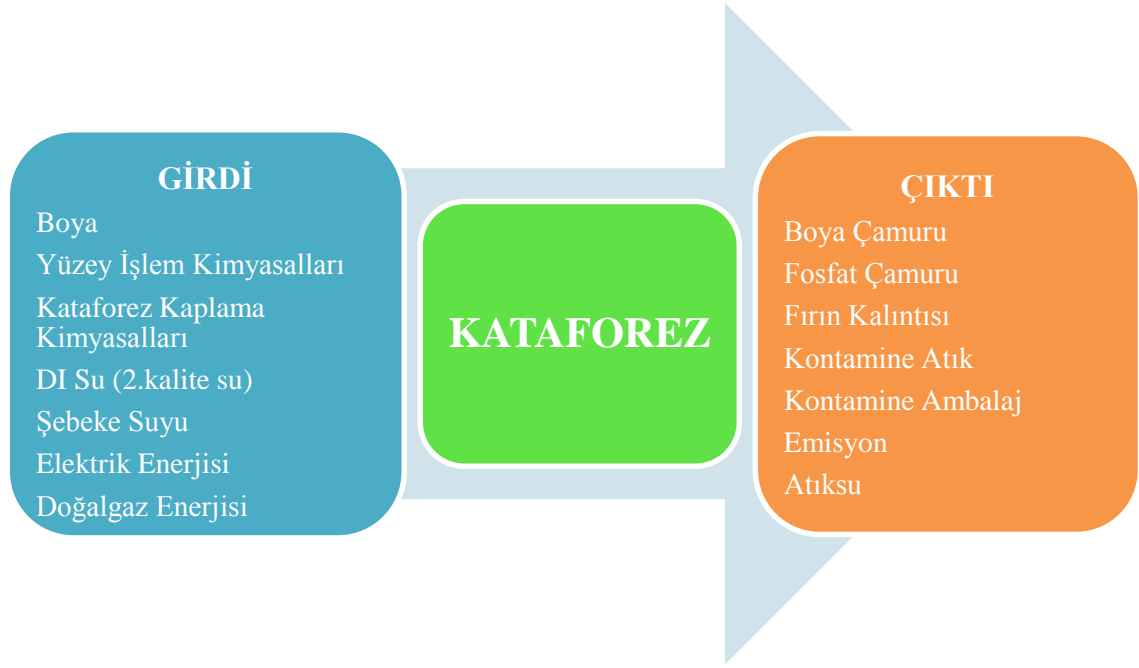 GİRDİ
Boya
Yüzey İşlem Kimyasalları
Kataforez Kaplama
Kimyasalları
DI Su (2.kalite su)
Şebeke Suyu
Elektrik Enerjisi
Doğalgaz Enerjisi
KATAFOREZ
ÇIKTI
Boya Çamuru
Fosfat Çamuru
Fırın Kalıntısı
Kontamine Atık
Kontamine Ambalaj
Emisyon
Atıksu